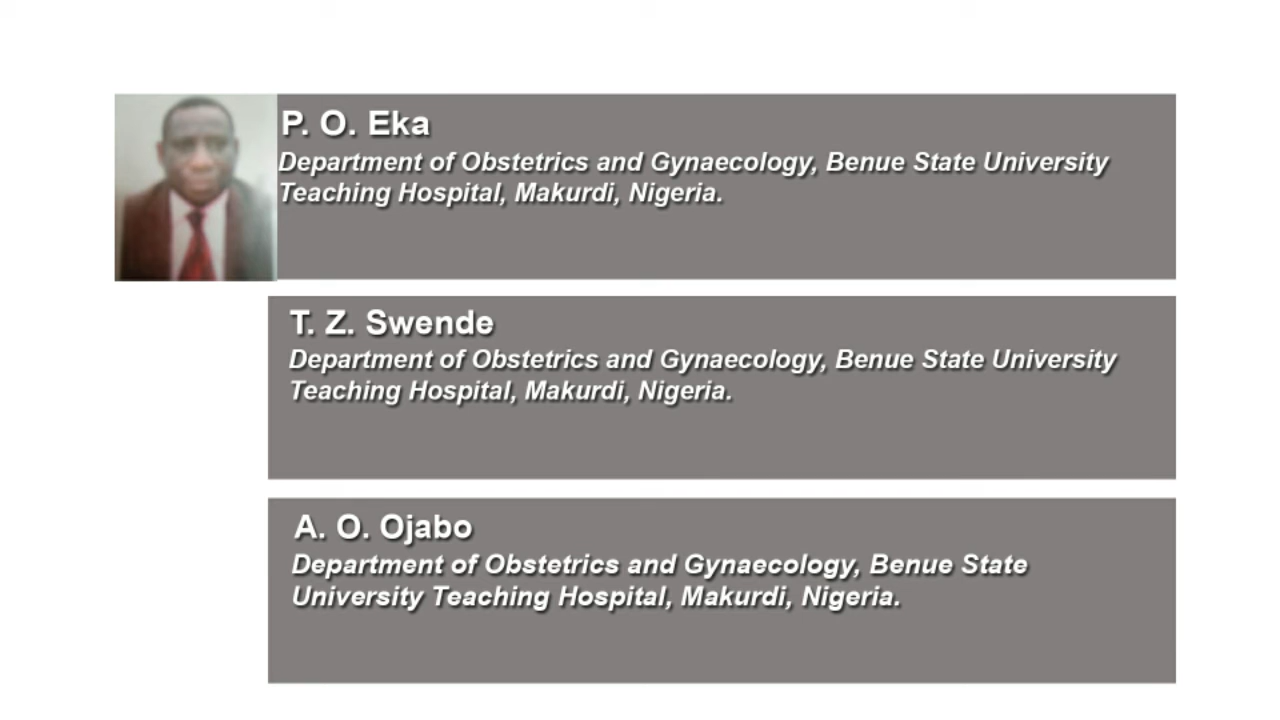 P. O. Eka
Department of Obstetrics and Gynaecology, Benue State University
Teaching Hospital, Makurdi, Nigeria.
T. Z. Swende
Department of Obstetrics and Gynaecology, Benue State University
Teaching Hospital, Makurdi, Nigeria.
A. O. Ojabo
Department of Obstetrics and Gynaecology, Benue State
University Teaching Hospital, Makurdi, Nigeria.